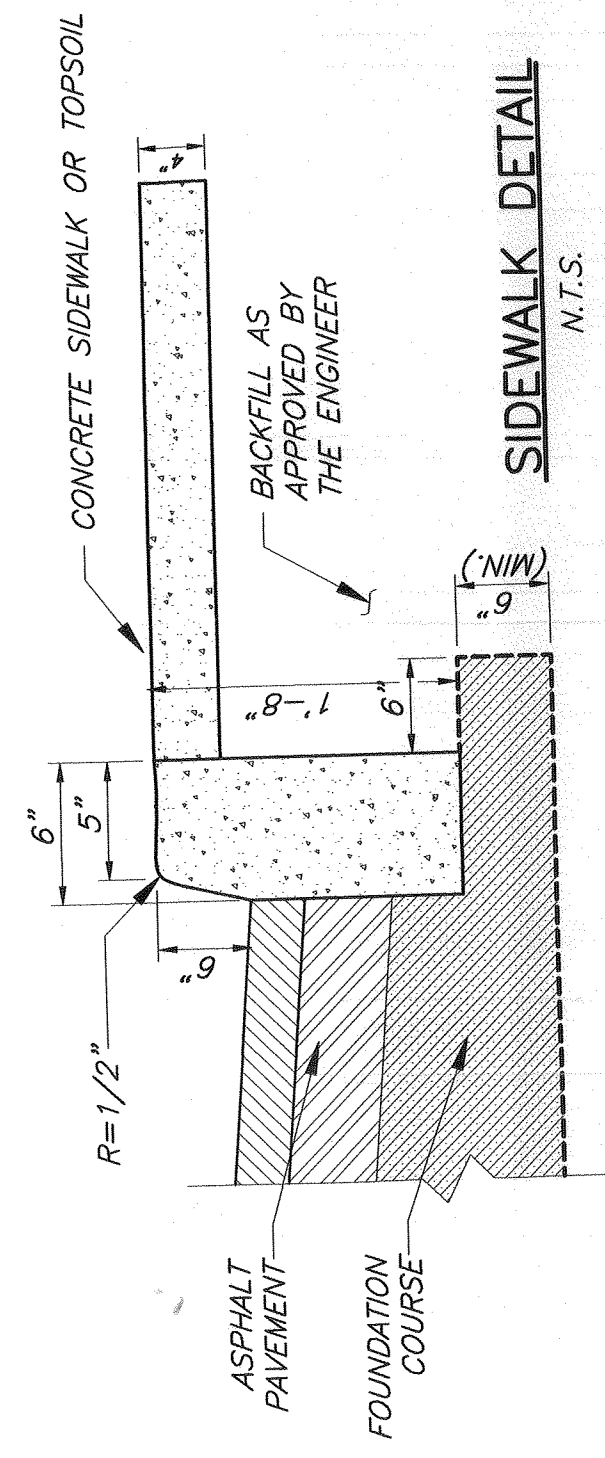 CONCRETE SIDEWALK OR TOPSOIL
4"
6"
5"
R=1/2"
6"
1'-8"
6"
BACKFILL AS
APPROVED BY
THE ENGINEER
6"
(MIN.)
ASPHALT
PAVEMENT
FOUNDATION
COURSE
SIDEWALK DETAIL
N.T.S.